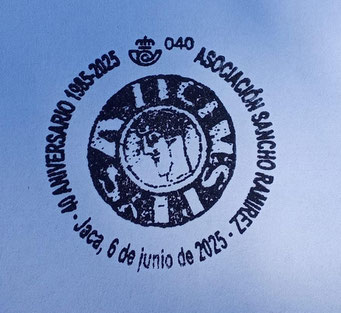 40 ANIVERSARIO 1985-2025
040
ASOCIACIÓN SANCHO RAMIREZ
- Jaca, 6 de junio de 2025 -